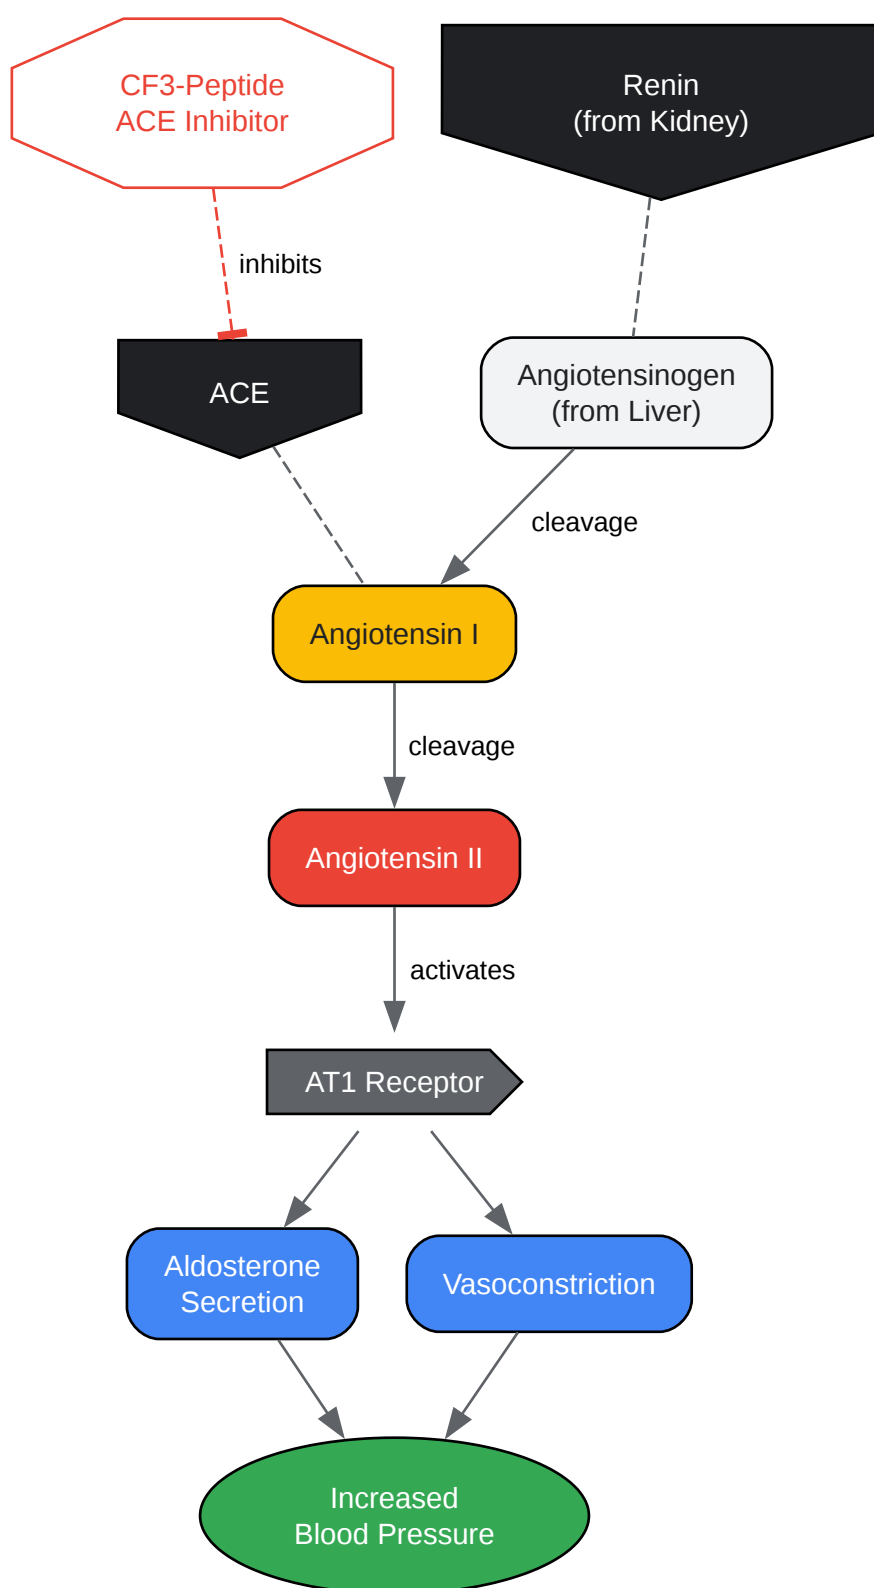 CF3-Peptide
ACE Inhibitor
Renin
(from Kidney)
inhibits
ACE
Angiotensinogen
(from Liver)
cleavage
Angiotensin I
cleavage
Angiotensin II
activates
AT1 Receptor
Aldosterone
Secretion
Vasoconstriction
Increased
Blood Pressure